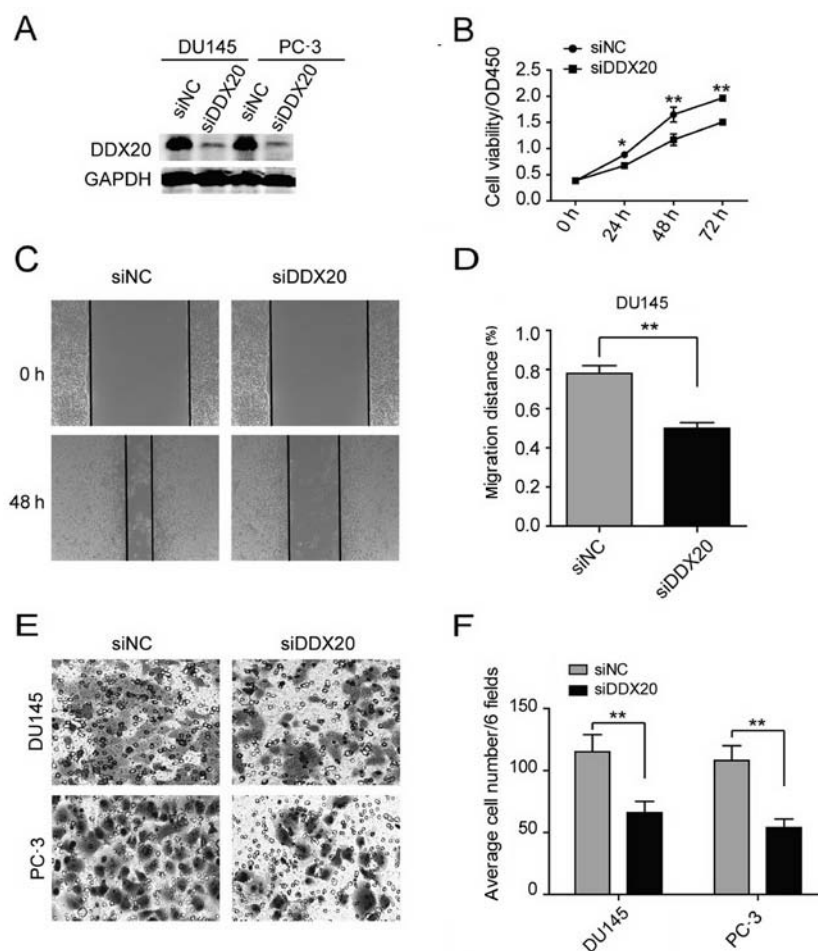 A
DU145 PC-3
siNC siDDX20 siNC siDDX20
DDX20
GAPDH
B
siNC
siDDX20
Cell viability/OD450
2.5
2.0
1.5
1.0
0.5
0.0
* ** **
0 h 24 h 48 h 72 h
C
siNC siDDX20
0 h
48 h
D
DU145
**
Migration distance (%)
1.0
0.8
0.6
0.4
0.2
0.0
siNC siDDX20
E
siNC siDDX20
DU145
PC-3
F
siNC
siDDX20
Average cell number/6 fields
150
100
50
0
** **
DU145 PC-3